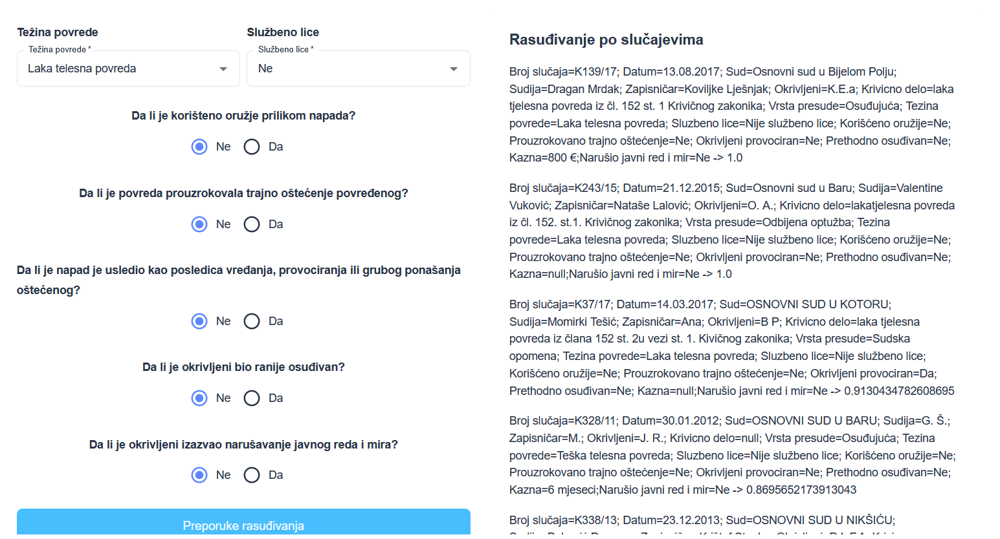 Težina povrede
Službeno lice
Težina povrede *
Službeno lice *
Laka telesna povreda
Ne
Da li je korišteno oružje prilikom napada?
Ne
Da
Da li je povreda prouzrokovala trajno oštećenje povređenog?
Ne
Da
Da li je napad je usledio kao posledica vređanja, provociranja ili grubog ponašanja
oštećenog?
Ne
Da
Da li je okrivljeni bio ranije osuđivan?
Ne
Da
Da li je okrivljeni izazvao narušavanje javnog reda i mira?
Ne
Da
Preporuke rasuđivanja
Rasuđivanje po slučajevima
Broj slučaja=K139/17; Datum=13.08.2017; Sud=Osnovni sud u Bijelom Polju;
Sudija=Dragan Mrdak; Zapisničar=Koviljke Lješnjak; Okrivljeni=K.E.a; Krivicno delo=laka
tjelesna povreda iz čl. 152 st. 1 Krivičnog zakonika; Vrsta presude=Osuđujuća; Tezina
povrede=Laka telesna povreda; Sluzbeno lice=Nije službeno lice; Korišćeno oružije=Ne;
Prouzrokovano trajno oštećenje=Ne; Okrivljeni provociran=Ne; Prethodno osuđivan=Ne;
Kazna=800 €;Narušio javni red i mir=Ne -> 1.0
Broj slučaja=K243/15; Datum=21.12.2015; Sud=Osnovni sud u Baru; Sudija=Valentine
Vuković; Zapisničar=Nataše Lalović; Okrivljeni=O. A.; Krivicno delo=lakatjelesna povreda
iz čl. 152. st.1. Krivičnog zakonika; Vrsta presude=Odbijena optužba; Tezina
povrede=Laka telesna povreda; Sluzbeno lice=Nije službeno lice; Korišćeno oružije=Ne;
Prouzrokovano trajno oštećenje=Ne; Okrivljeni provociran=Ne; Prethodno osuđivan=Ne;
Kazna=null;Narušio javni red i mir=Ne -> 1.0
Broj slučaja=K37/17; Datum=14.03.2017; Sud=OSNOVNI SUD U KOTORU;
Sudija=Momirki Tešić; Zapisničar=Ana; Okrivljeni=B P; Krivicno delo=laka tjelesna
povreda iz člana 152 st. 2u vezi st. 1. Kivičnog zakonika; Vrsta presude=Sudska
opomena; Tezina povrede=Laka telesna povreda; Sluzbeno lice=Nije službeno lice;
Korišćeno oružije=Ne; Prouzrokovano trajno oštećenje=Ne; Okrivljeni provociran=Da;
Prethodno osuđivan=Ne; Kazna=null;Narušio javni red i mir=Ne -> 0.9130434782608695
Broj slučaja=K328/11; Datum=30.01.2012; Sud=OSNOVNI SUD U BARU; Sudija=G. Š.;
Zapisničar=M.; Okrivljeni=J. R.; Krivicno delo=null; Vrsta presude=Osuđujuća; Tezina
povrede=Teška telesna povreda; Sluzbeno lice=Nije službeno lice; Korišćeno oružije=Ne;
Prouzrokovano trajno oštećenje=Ne; Okrivljeni provociran=Ne; Prethodno osuđivan=Ne;
Kazna=6 mjeseci;Narušio javni red i mir=Ne -> 0.8695652173913043
Broj slučaja=K338/13; Datum=23.12.2013; Sud=OSNOVNI SUD U NIKŠIĆU;